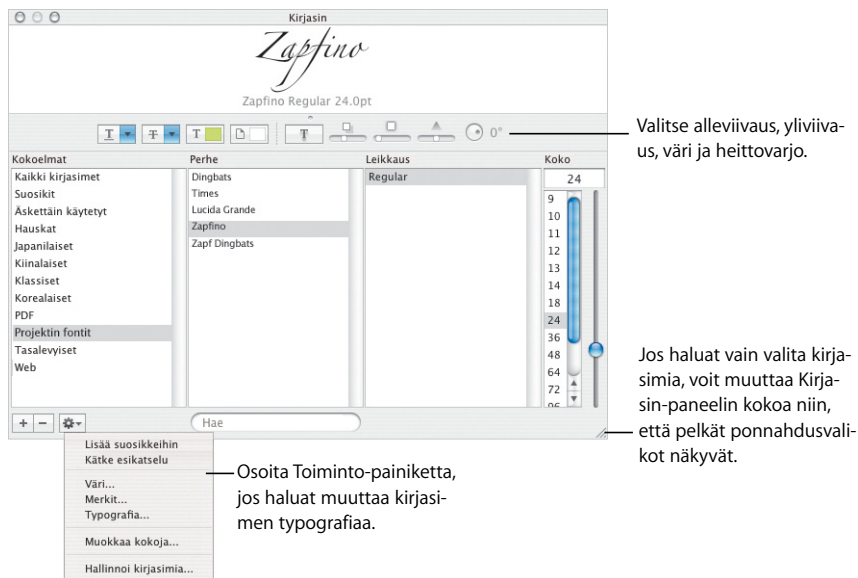 Kirjasin
Zapfino
Zapfino Regular 24.0pt
T T T T 0°
Valitse alleviivaus, yliviiva-
us, väri ja heittovarjo.
Kokoelmat Perhe Leikkaus Koko
Kaikki kirjasimet
Suosikit
Äskettäin käytetyt
Hauskat
Japanilaiset
Kiinalaiset
Klassiset
Korealaiset
PDF
Projektin fontit
Tasalevyiset
Web
Dingbats
Times
Lucida Grande
Zapfino
Zapf Dingbats
Regular
24
9
10
11
12
13
14
18
24
36
48
64
72
96
Jos haluat vain valita kirja-
simia, voit muuttaa Kirja-
sin-paneelin kokoa niin,
että pelkät ponnahdusvali-
kot näkyvät.
+ − Hae
Lisää suosikkeihin
Kätke esikatselu
Väri...
Merkit...
Typografia...
Muokkaa kokoja...
Hallinnoi kirjasimia...
Osoita Toiminto-painiketta,
jos haluat muuttaa kirjasi-
men typografiaa.